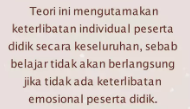 Teori ini mengutamakan
keterlibatan individual peserta
didik secara keseluruhan, sebab
belajar tidak akan berlangsung
jika tidak ada keterlibatan
emosional peserta didik.